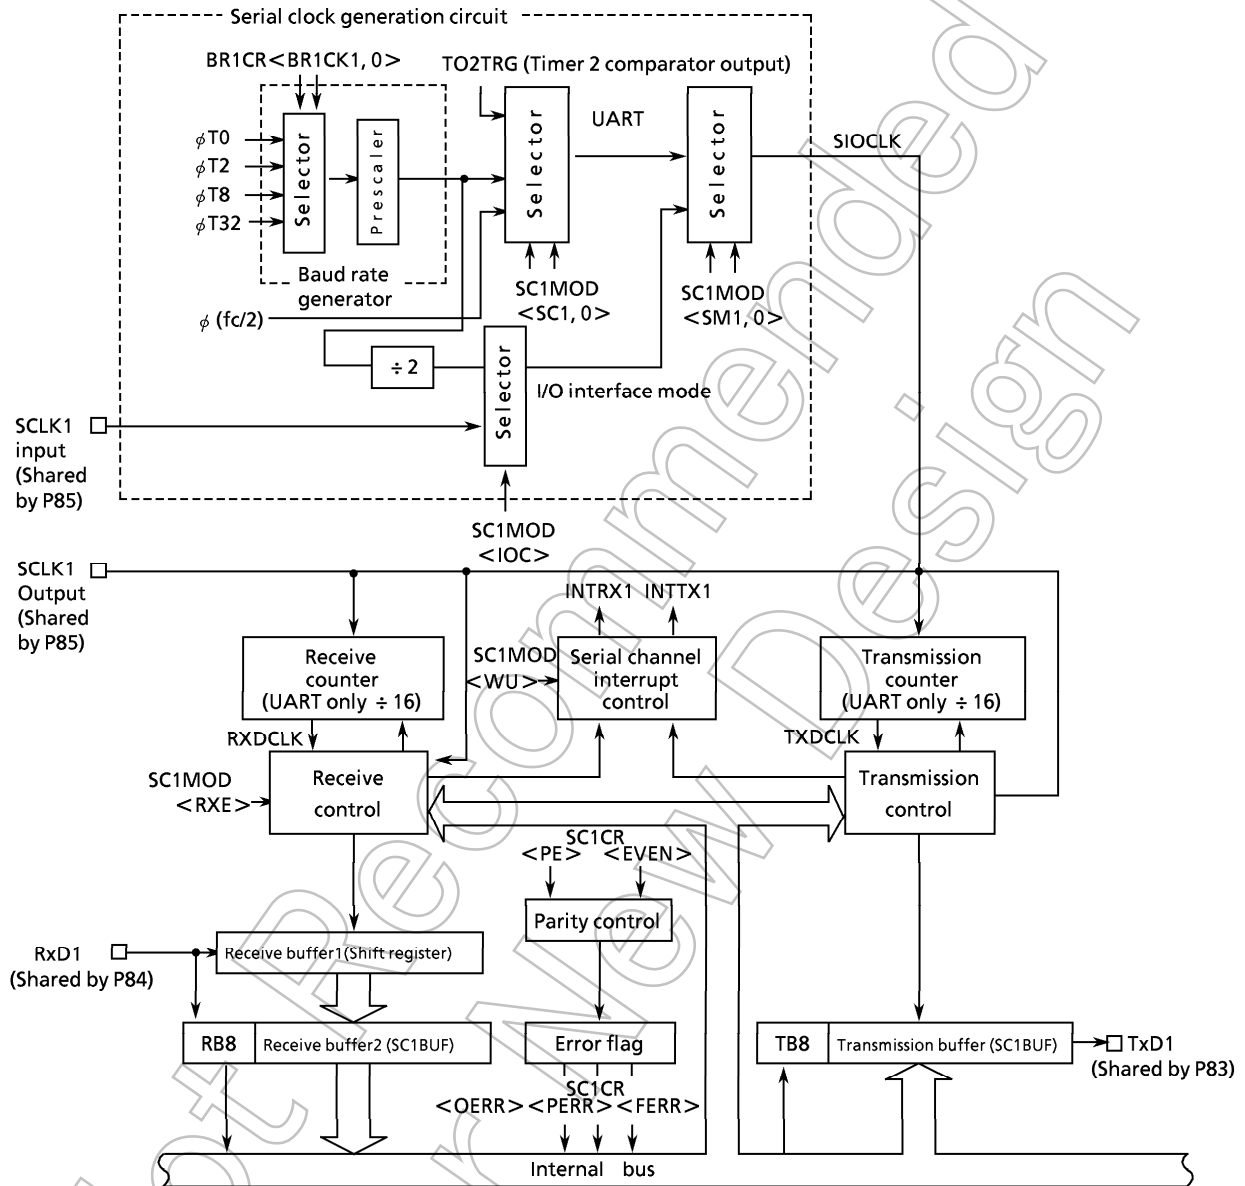 Serial clock generation circuit
BR1CR<BR1CK1, 0>
TO2TRG (Timer 2 comparator output)
φT0
φT2
φT8
φT32
Selector
Prescaler
Baud rate
generator
Selector
UART
Selector
SIOCLK
SC1MOD
<SC1, 0>
SC1MOD
<SM1, 0>
φ (fc/2)
÷2
Selector
I/O interface mode
SCLK1
input
(Shared
by P85)
SC1MOD
<IOC>
SCLK1
Output
(Shared
by P85)
INTRX1 INTTX1
Receive
counter
(UART only ÷ 16)
SC1MOD
<WU>
Serial channel
interrupt
control
Transmission
counter
(UART only ÷ 16)
RXDCLK
TXDCLK
SC1MOD
<RXE>
Receive
control
Transmission
control
SC1CR
<PE> <EVEN>
Parity control
RxD1
(Shared by P84)
Receive buffer1(Shift register)
RB8
Receive buffer2 (SC1BUF)
Error flag
TB8
Transmission buffer (SC1BUF)
TxD1
(Shared by P83)
SC1CR
<OERR> <PERR> <FERR>
Internal bus
Not Recommended
for New Design